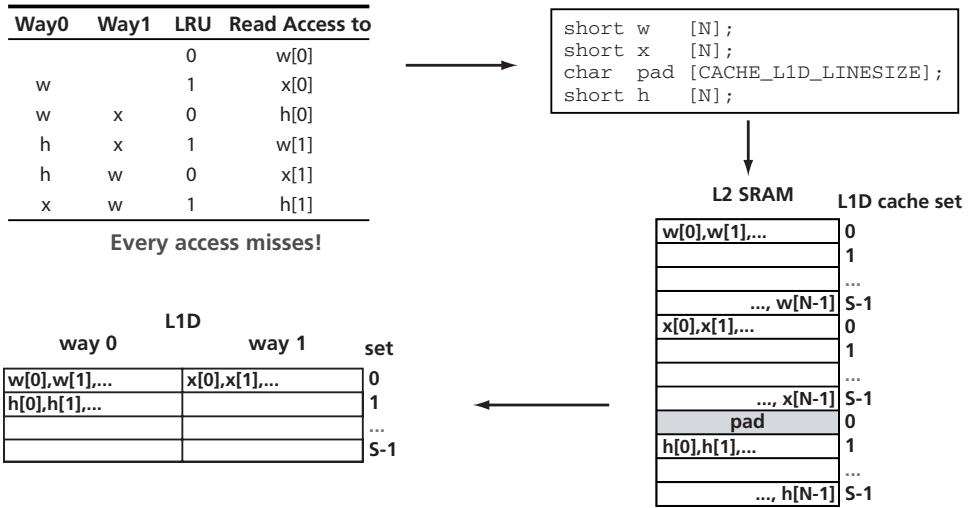 Way0 Way1 LRU Read Access to
0 w[0]
w 1 x[0]
w x 0 h[0]
h x 1 w[1]
h w 0 x[1]
x w 1 h[1]
Every access misses!
short w [N];
short x [N];
char pad [CACHE_L1D_LINESIZE];
short h [N];
L2 SRAM L1D cache set
w[0],w[1],... 0
1
...
..., w[N-1] S-1
x[0],x[1],... 0
1
...
..., x[N-1] S-1
pad 0
h[0],h[1],... 1
...
..., h[N-1] S-1
L1D
way 0 way 1 set
w[0],w[1],... x[0],x[1],... 0
h[0],h[1],... 1
...
S-1